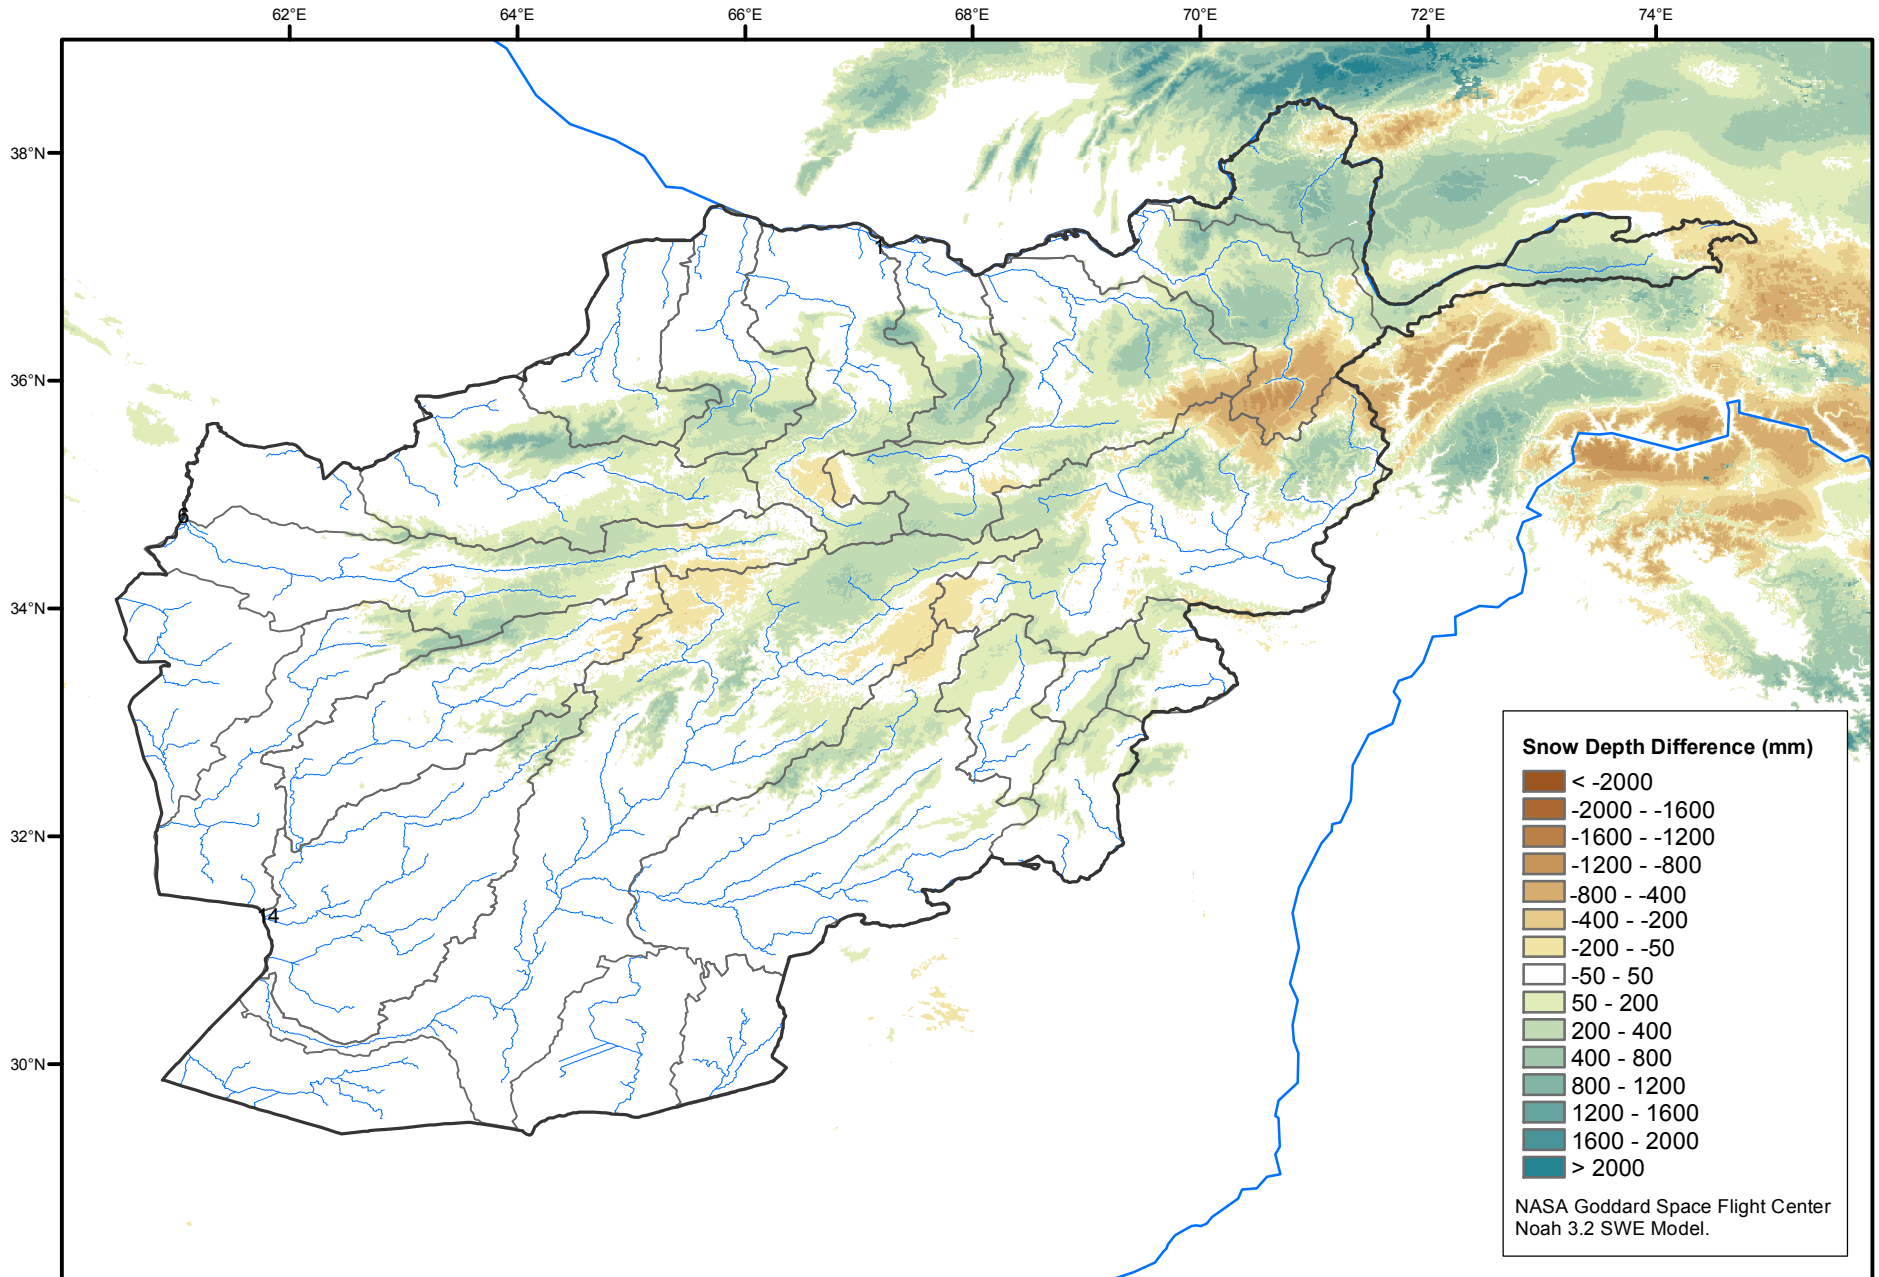 62°E 64°E 66°E 68°E 70°E 72°E 74°E
38°N
1
36°N
6
34°N
32°N
14
30°N
Snow Depth Difference (mm)
< -2000
-2000 - -1600
-1600 - -1200
-1200 - -800
-800 - -400
-400 - -200
-200 - -50
-50 - 50
50 - 200
200 - 400
400 - 800
800 - 1200
1200 - 1600
1600 - 2000
> 2000
NASA Goddard Space Flight Center
Noah 3.2 SWE Model.